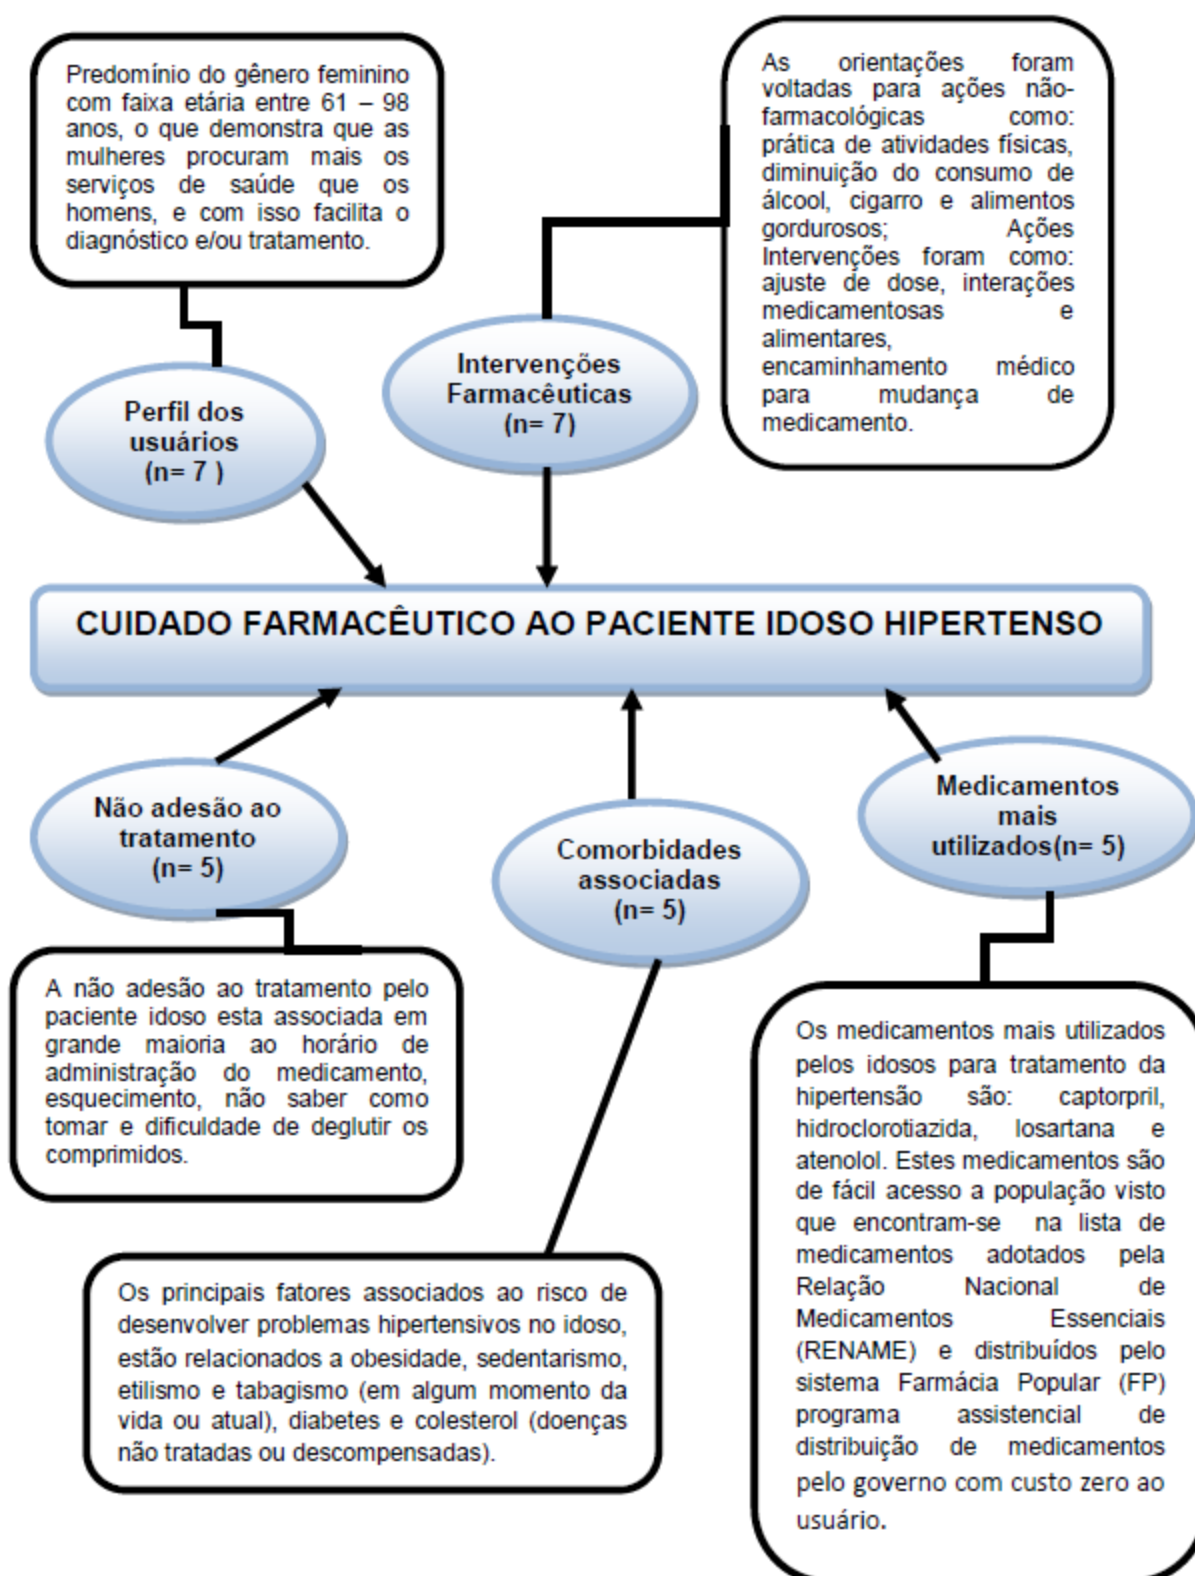 Predomínio do gênero feminino
com faixa etária entre 61 – 98
anos, o que demonstra que as
mulheres procuram mais os
serviços de saúde que os
homens, e com isso facilita o
diagnóstico e/ou tratamento.
As orientações foram
voltadas para ações não-
farmacológicas como:
prática de atividades físicas,
diminuição do consumo de
álcool, cigarro e alimentos
gordurosos; Ações
Intervenções foram como:
ajuste de dose, interações
medicamentosas e
alimentares,
encaminhamento médico
para mudança de
medicamento.
Perfil dos
usuários
(n= 7 )
Intervenções
Farmacêuticas
(n= 7)
CUIDADO FARMACÊUTICO AO PACIENTE IDOSO HIPERTENSO
Não adesão ao
tratamento
(n= 5)
Comorbidades
associadas
(n= 5)
Medicamentos
mais
utilizados(n= 5)
A não adesão ao tratamento pelo
paciente idoso esta associada em
grande maioria ao horário de
administração do medicamento,
esquecimento, não saber como
tomar e dificuldade de deglutir os
comprimidos.
Os principais fatores associados ao risco de
desenvolver problemas hipertensivos no idoso,
estão relacionados a obesidade, sedentarismo,
etilismo e tabagismo (em algum momento da
vida ou atual), diabetes e colesterol (doenças
não tratadas ou descompensadas).
Os medicamentos mais utilizados
pelos idosos para tratamento da
hipertensão são: captorpril,
hidroclorotiazida, losartana e
atenolol. Estes medicamentos são
de fácil acesso a população visto
que encontram-se na lista de
medicamentos adotados pela
Relação Nacional de
Medicamentos Essenciais
(RENAME) e distribuídos pelo
sistema Farmácia Popular (FP)
programa assistencial de
distribuição de medicamentos
pelo governo com custo zero ao
usuário.